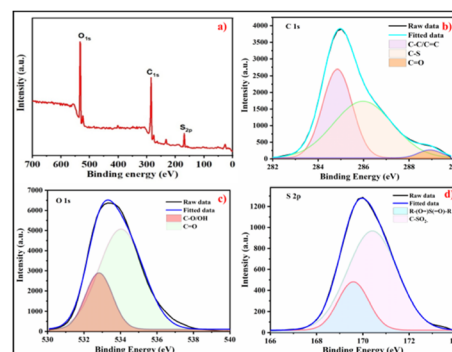 a)
O1s
C1s
S2p
Intensity (a.u.)
700 600 500 400 300 200 100 0
Binding energy (eV)
b)
C 1s
Raw data
Fitted data
C-C/C=C
C-S
C=O
4000
3500
3000
2500
2000
1500
1000
500
0
Intensity (a.u.)
282 284 286 288
Binding Energy (eV)
c)
O 1s
Raw data
Fitted data
C-O/OH
C=O
7000
6000
5000
4000
3000
2000
1000
0
Intensity (a.u.)
530 532 534 536 538 540
Binding Energy (eV)
d)
S 2p
Raw data
Fitted data
R-(O=)S(=O)-R
C-SO3
1200
1000
800
600
400
200
0
Intensity (a.u.)
166 168 170 172
Binding Energy (eV)